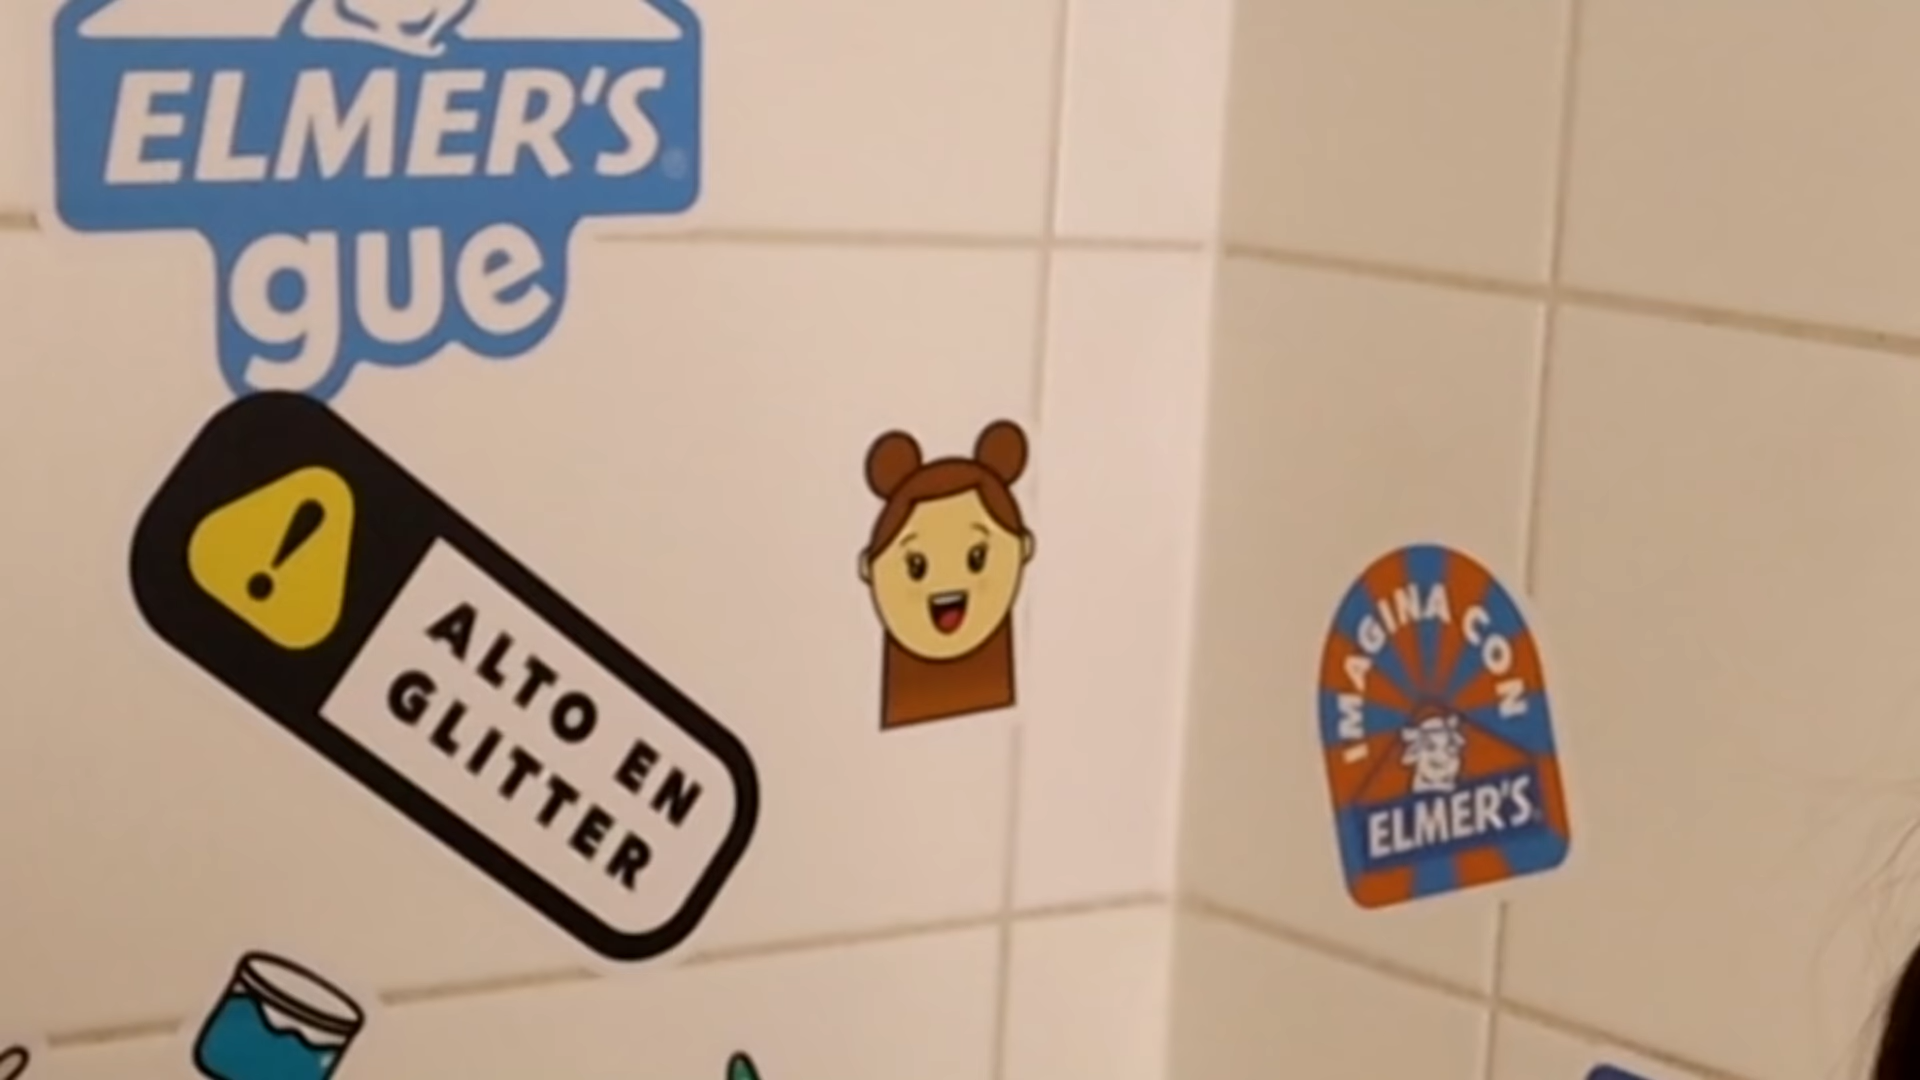 ELMER'S
gue
ALTO EN
GLITTER
IMAGINA CON
ELMER'S